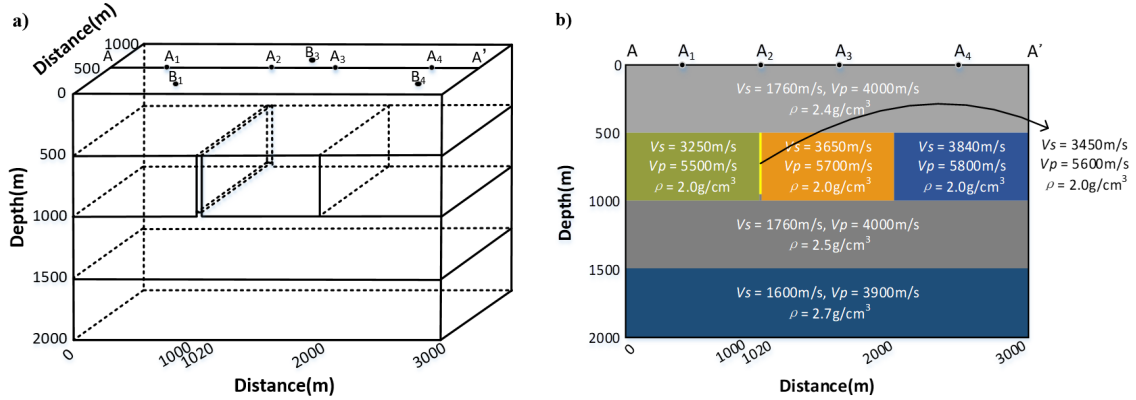 a)
Distance(m)
1000
500
0
A
A₁
A₂
B₃
A₃
A₄
A’
B₁
B₄
500
1000
1500
2000
Depth(m)
0
1000
1020
2000
3000
Distance(m)
b)
A
A₁
A₂
A₃
A₄
A’
0
500
1000
1500
2000
Depth(m)
Vs = 1760m/s, Vp = 4000m/s
ρ = 2.4g/cm³
Vs = 3250m/s
Vp = 5500m/s
ρ = 2.0g/cm³
Vs = 3650m/s
Vp = 5700m/s
ρ = 2.0g/cm³
Vs = 3840m/s
Vp = 5800m/s
ρ = 2.0g/cm³
Vs = 3450m/s
Vp = 5600m/s
ρ = 2.0g/cm³
Vs = 1760m/s, Vp = 4000m/s
ρ = 2.5g/cm³
Vs = 1600m/s, Vp = 3900m/s
ρ = 2.7g/cm³
0
1000
1020
2000
3000
Distance(m)